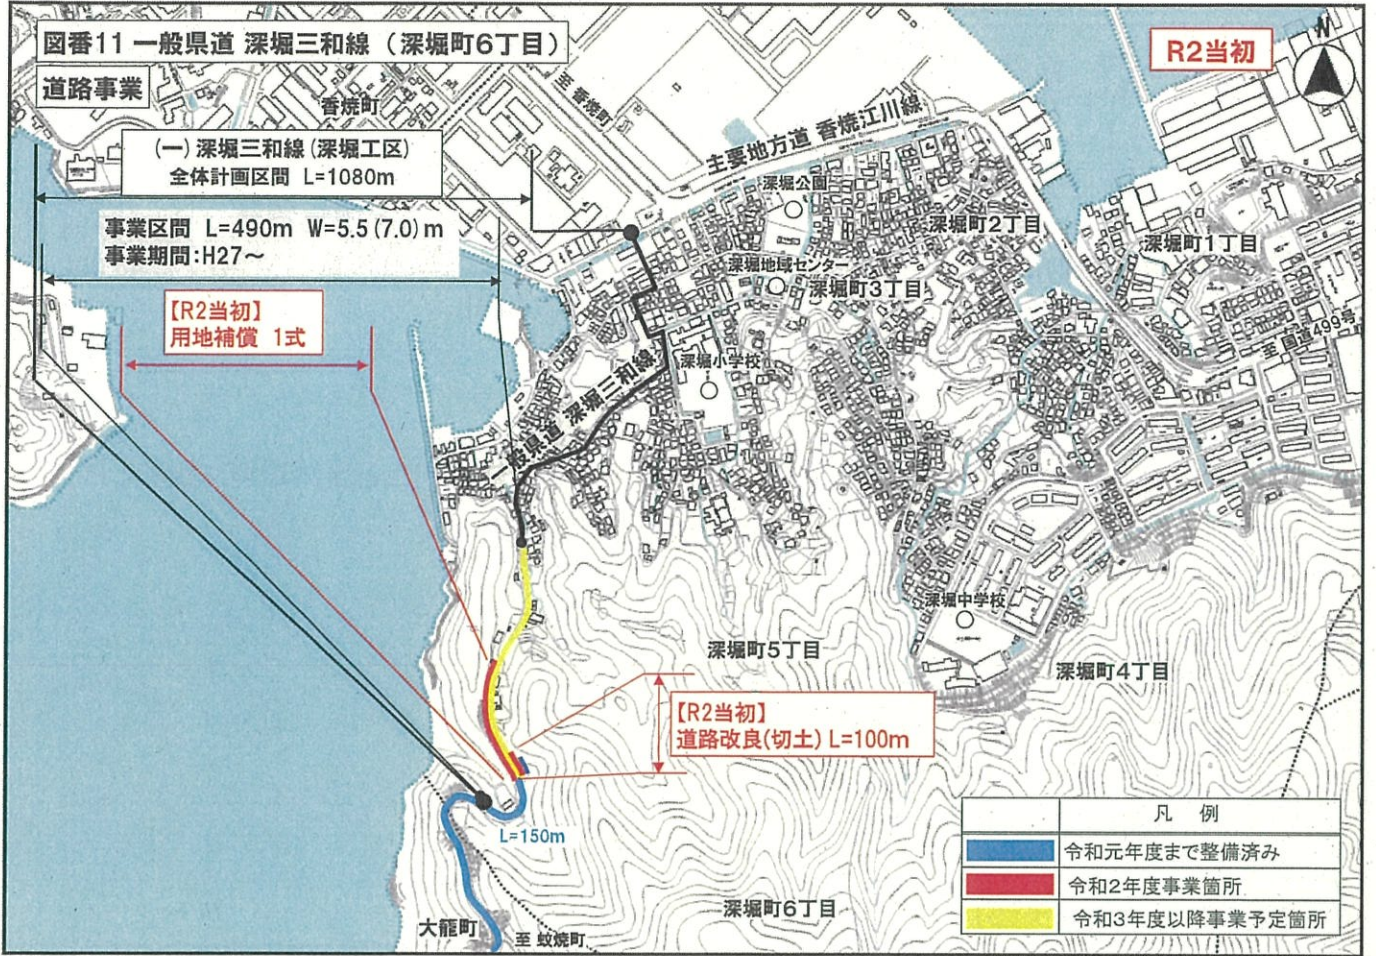 図番11 一般県道 深堀三和線（深堀町6丁目）
道路事業
R2当初
N
香焼町
至 香焼町
主要地方道 香焼江川線
(一)深堀三和線(深堀工区)
全体計画区間 L=1080m
事業区間 L=490m W=5.5(7.0)m
事業期間:H27～
【R2当初】
用地補償 1式
深堀公園
深堀町2丁目
深堀町1丁目
深堀地域センター
深堀町3丁目
至 国道499号
深堀小学校
一般県道 深堀三和線
深堀中学校
深堀町5丁目
深堀町4丁目
【R2当初】
道路改良(切土) L=100m
L=150m
深堀町6丁目
大籠町
至 蚊焼町
凡 例
令和元年度まで整備済み
令和2年度事業箇所
令和3年度以降事業予定箇所